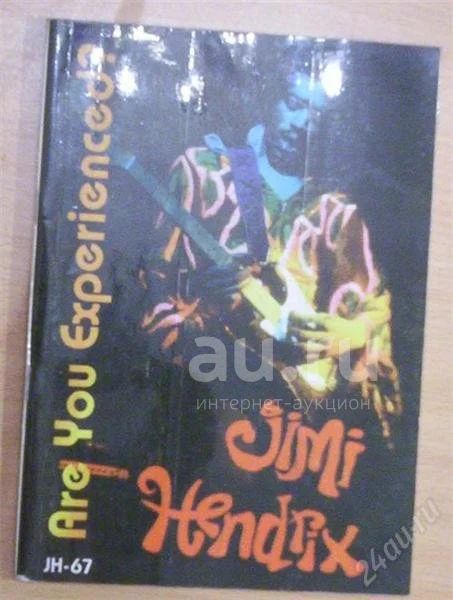 Are You Experienced?
au.ru
интернет-аукцион
Jimi
Hendrix
JH-67
24au.ru